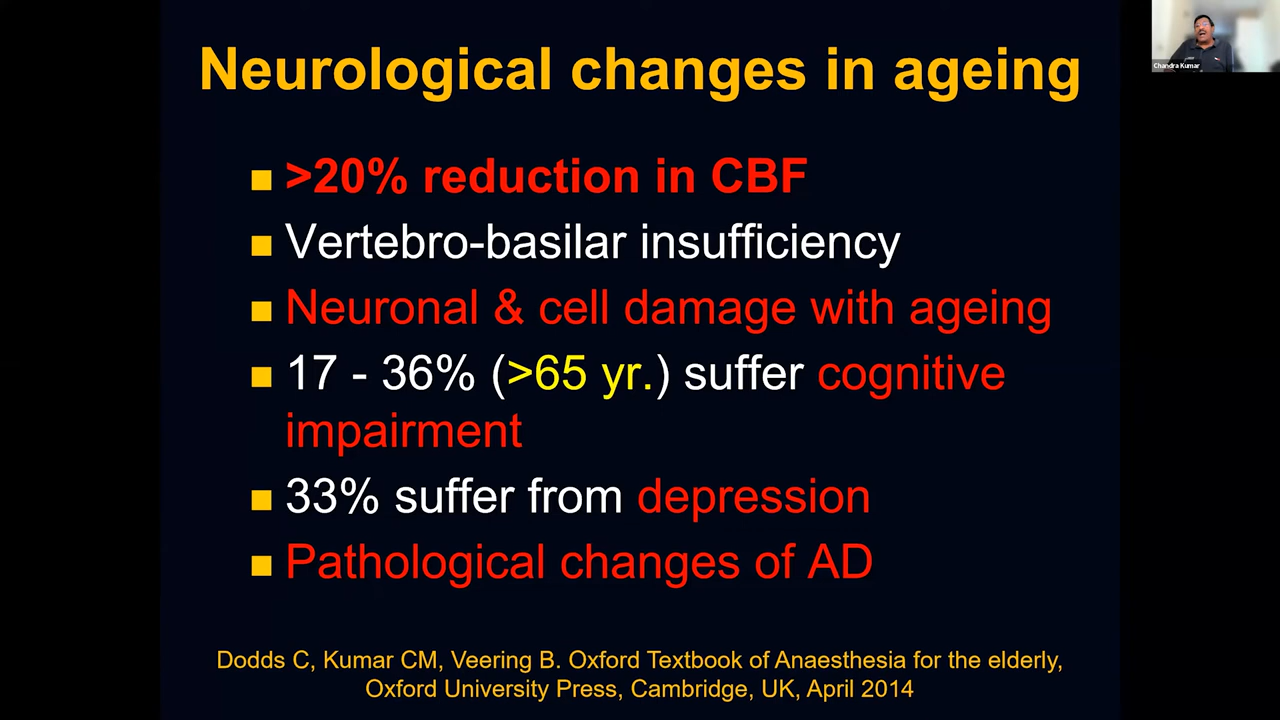 Neurological changes in ageing
Chandra Kumar
>20% reduction in CBF
Vertebro-basilar insufficiency
Neuronal & cell damage with ageing
17 - 36% (>65 yr.) suffer cognitive
impairment
33% suffer from depression
Pathological changes of AD
Dodds C, Kumar CM, Veering B. Oxford Textbook of Anaesthesia for the elderly,
Oxford University Press, Cambridge, UK, April 2014